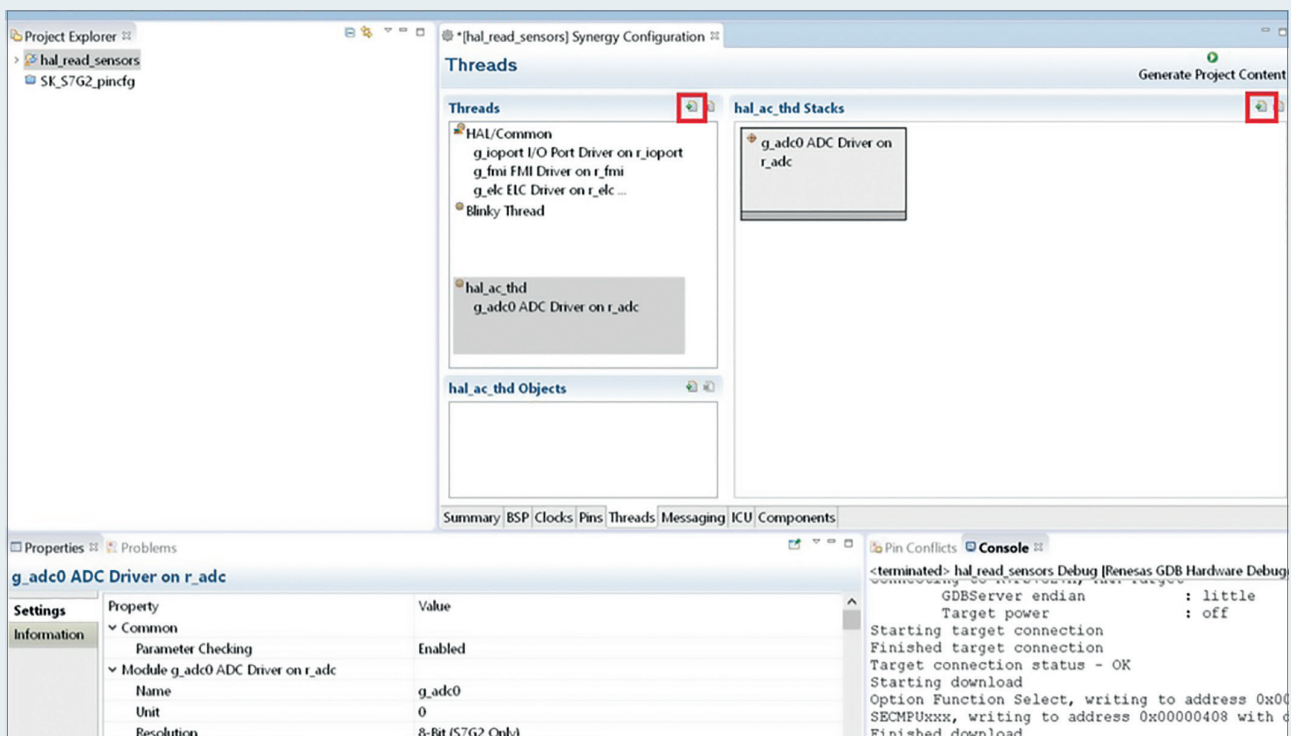 Project Explorer
hal_read_sensors
SK_S7G2_pincfg
*[hal_read_sensors] Synergy Configuration
Threads
Generate Project Content
Threads
HAL/Common
g_ioport I/O Port Driver on r_ioport
g_fmi FMI Driver on r_fmi
g_elc ELC Driver on r_elc ...
Blinky Thread
hal_ac_thd
g_adc0 ADC Driver on r_adc
hal_ac_thd Objects
hal_ac_thd Stacks
g_adc0 ADC Driver on
r_adc
Summary BSP Clocks Pins Threads Messaging ICU Components
Properties Problems
g_adc0 ADC Driver on r_adc
Settings
Information
Property Value
Common
Parameter Checking Enabled
Module g_adc0 ADC Driver on r_adc
Name g_adc0
Unit 0
Resolution 8-Bit (S7G2 Only)
Pin Conflicts Console
<terminated> hal_read_sensors Debug [Renesas GDB Hardware Debug
GDBServer endian : little
Target power : off
Starting target connection
Finished target connection
Target connection status - OK
Starting download
Option Function Select, writing to address 0x00
SECMPUxxx, writing to address 0x00000408 with
Finished download